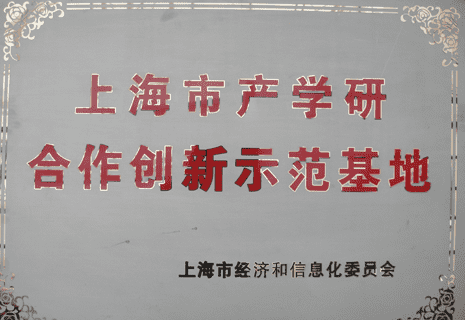 上海市产学研
合作创新示范基地
上海市经济和信息化委员会